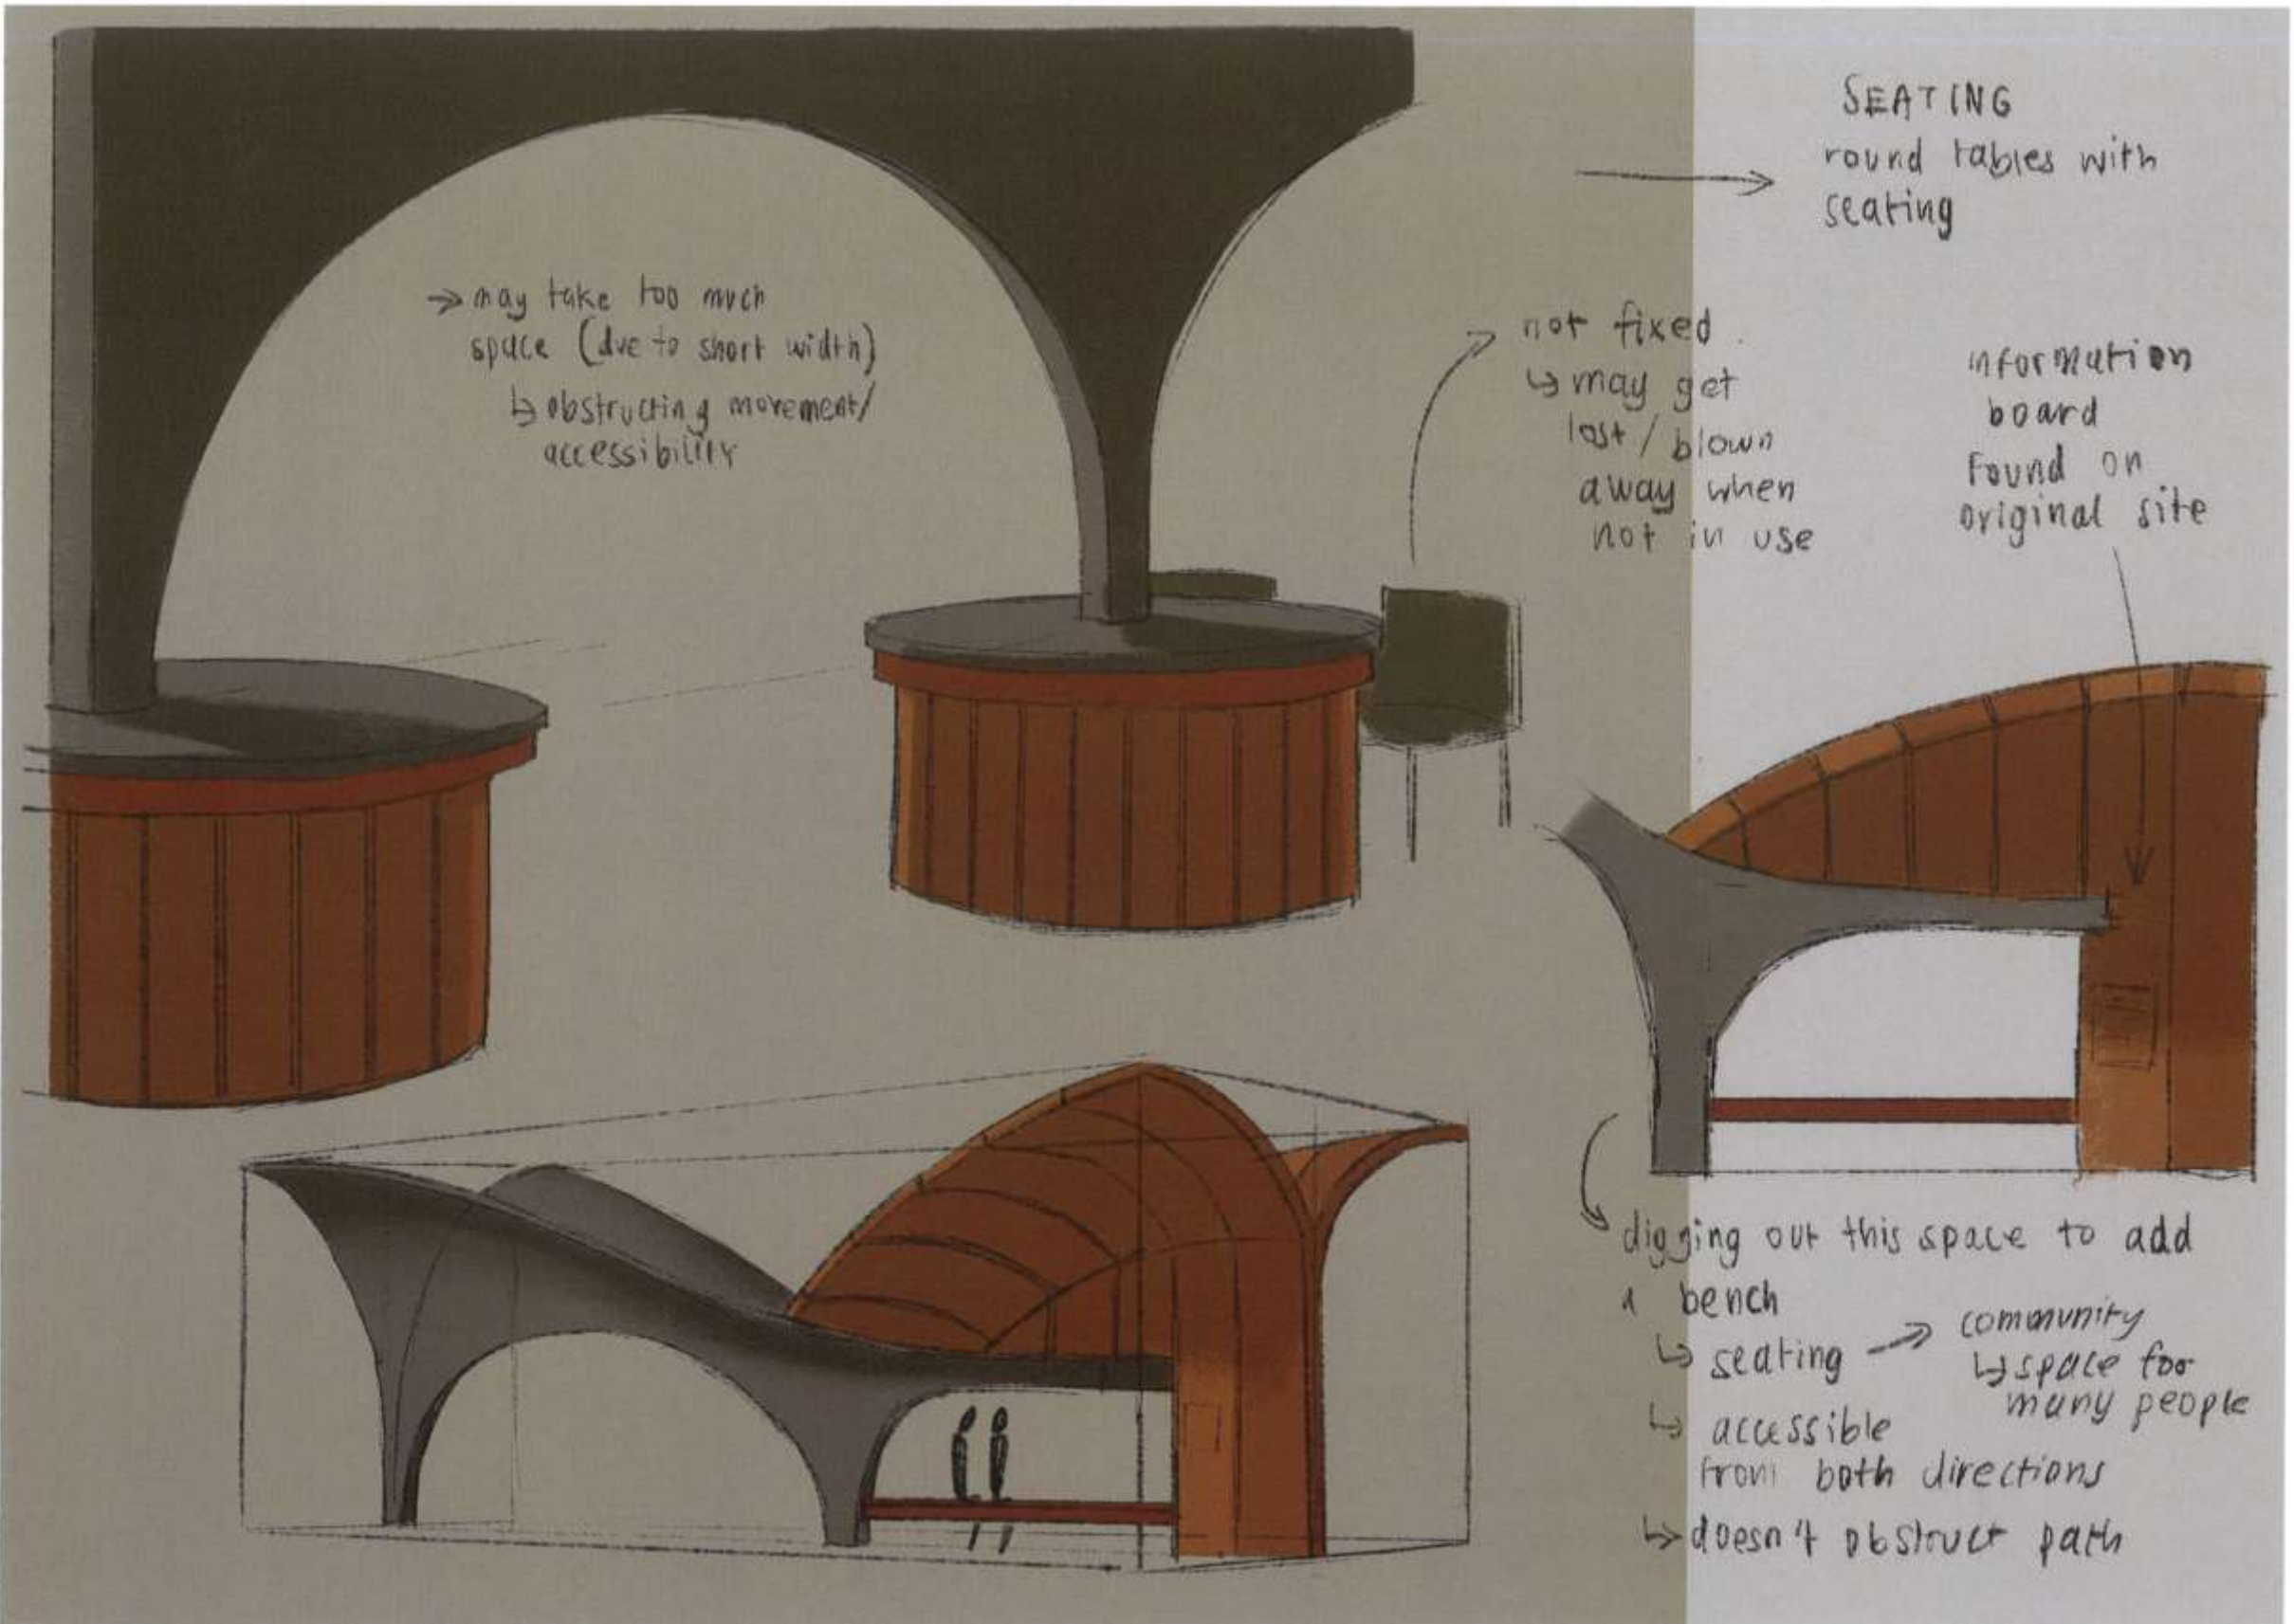 SEATING
round tables with
seating
→ may take too much
space (due to short width)
↳ obstructing movement/
accessibility
not fixed
↳ may get
lost / blown
away when
not in use
information
board
found on
original site
digging out this space to add
a bench
↳ seating → community
↳ space for
many people
↳ accessible
from both directions
↳ doesn't obstruct path